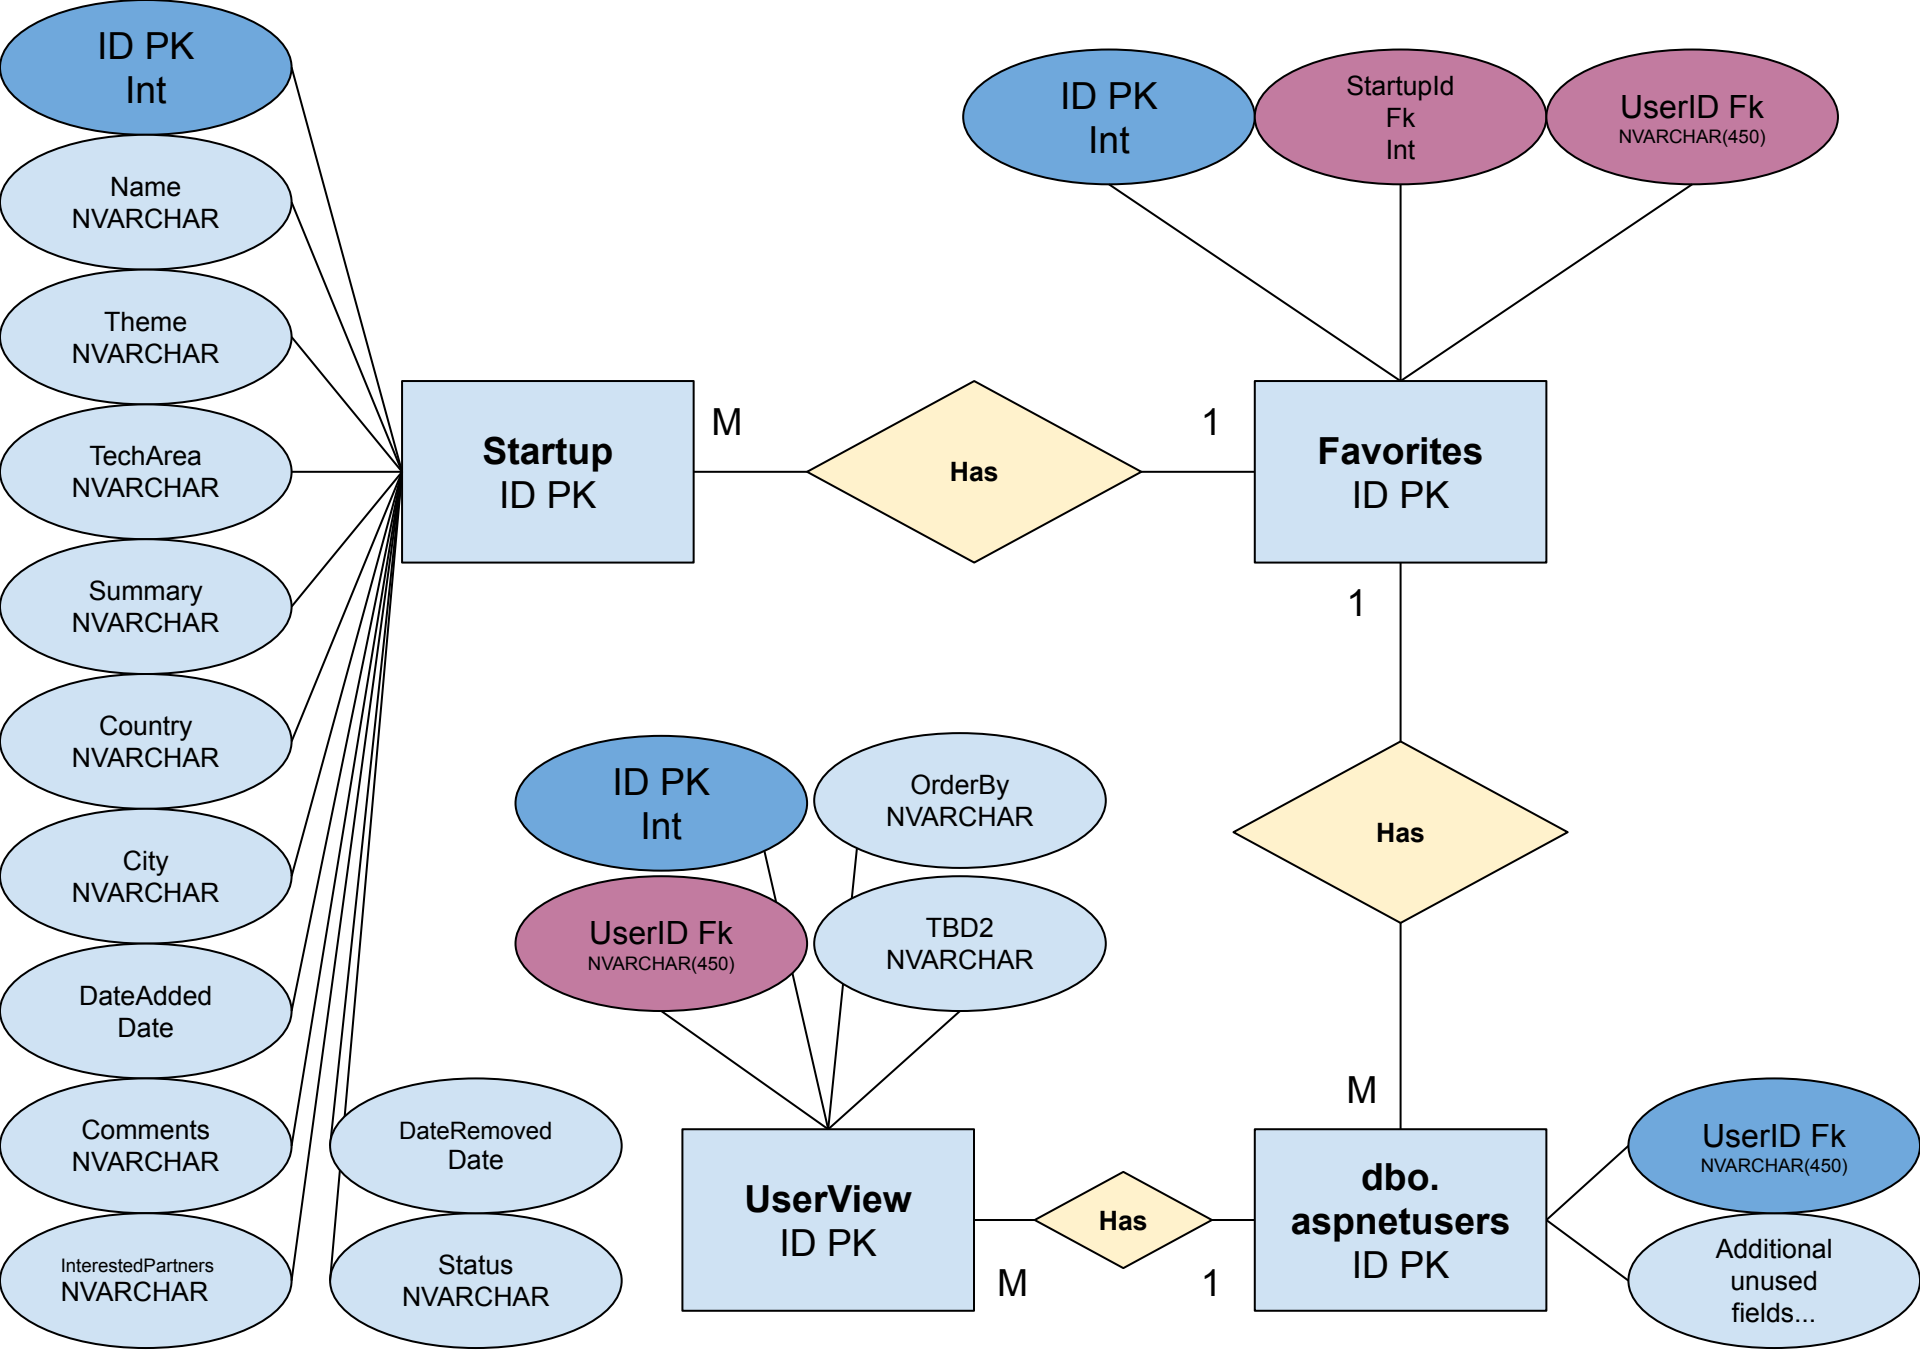 ID PK
Int
Name
NVARCHAR
Theme
NVARCHAR
TechArea
NVARCHAR
Summary
NVARCHAR
Country
NVARCHAR
City
NVARCHAR
DateAdded
Date
Comments
NVARCHAR
InterestedPartners
NVARCHAR
DateRemoved
Date
Status
NVARCHAR
Startup
ID PK
M
Has
1
ID PK
Int
StartupId
Fk
Int
UserID Fk
NVARCHAR(450)
Favorites
ID PK
1
Has
M
ID PK
Int
OrderBy
NVARCHAR
UserID Fk
NVARCHAR(450)
TBD2
NVARCHAR
UserView
ID PK
M
Has
1
dbo.
aspnetusers
ID PK
UserID Fk
NVARCHAR(450)
Additional
unused
fields...